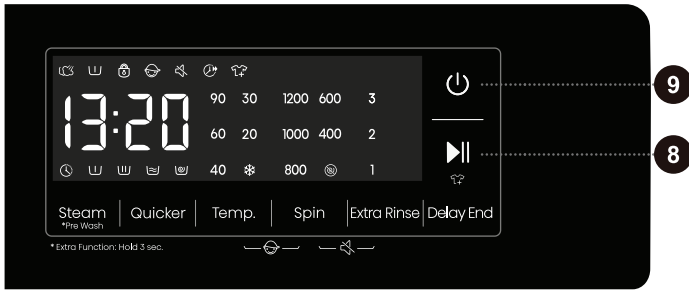 13:20
90 30 1200 600 3
60 20 1000 400 2
40 800 1
Steam Quicker Temp. Spin Extra Rinse Delay End
*Pre Wash
* Extra Function: Hold 3 sec.
9
8